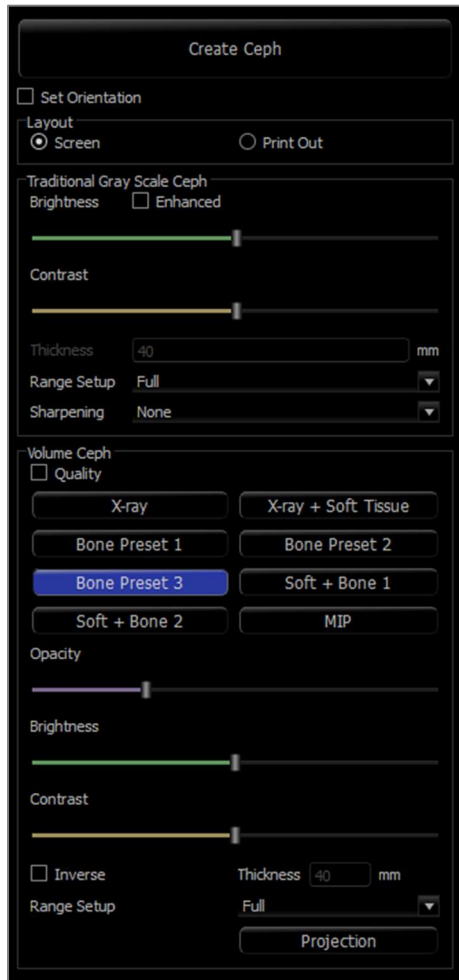 Create Ceph
Set Orientation
Layout
Screen Print Out
Traditional Gray Scale Ceph
Brightness Enhanced
Contrast
Thickness 40 mm
Range Setup Full
Sharpening None
Volume Ceph
Quality
X-ray X-ray + Soft Tissue
Bone Preset 1 Bone Preset 2
Bone Preset 3 Soft + Bone 1
Soft + Bone 2 MIP
Opacity
Brightness
Contrast
Inverse Thickness 40 mm
Range Setup Full
Projection